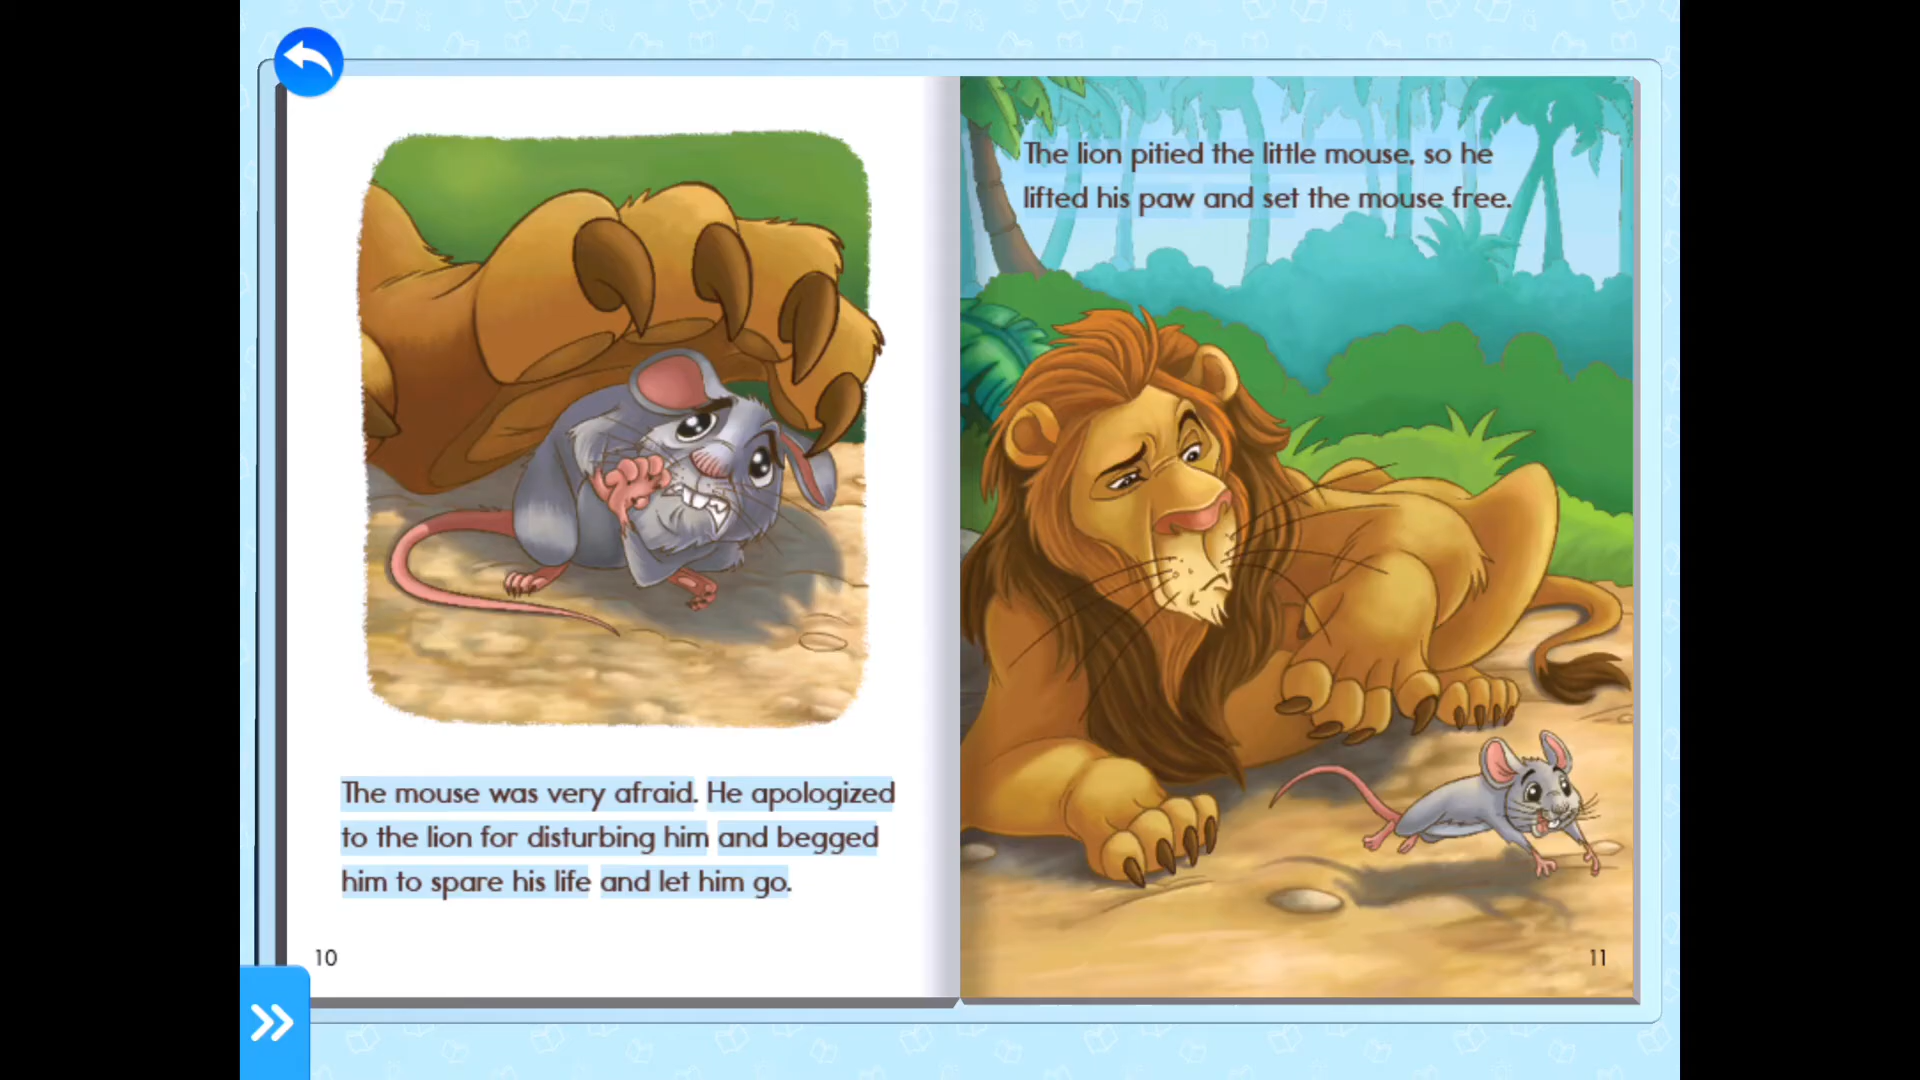 The mouse was very afraid. He apologized
to the lion for disturbing him and begged
him to spare his life and let him go.
10
The lion pitied the little mouse, so he
lifted his paw and set the mouse free.
11